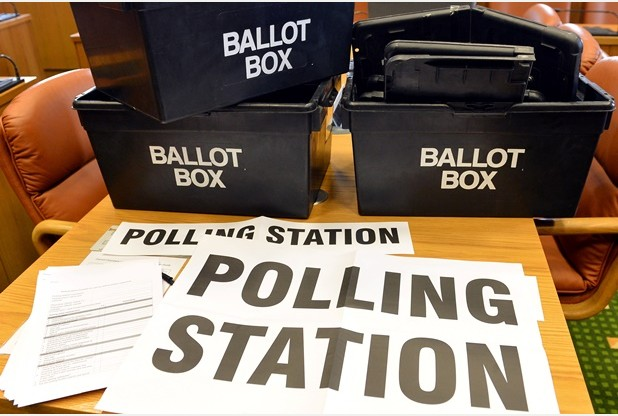 BALLOT
BOX
BALLOT
BOX
BALLOT
BOX
POLLING STATION
POLLING
STATION